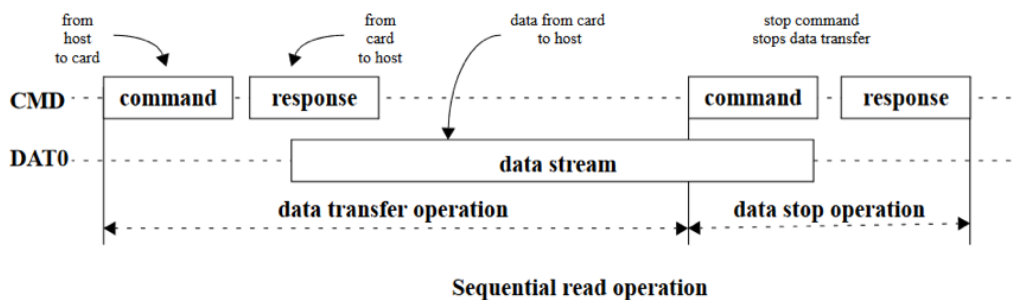 from
host
to card
from
card
to host
data from card
to host
stop command
stops data transfer
CMD
command
response
command
response
DAT0
data stream
data transfer operation
data stop operation
Sequential read operation